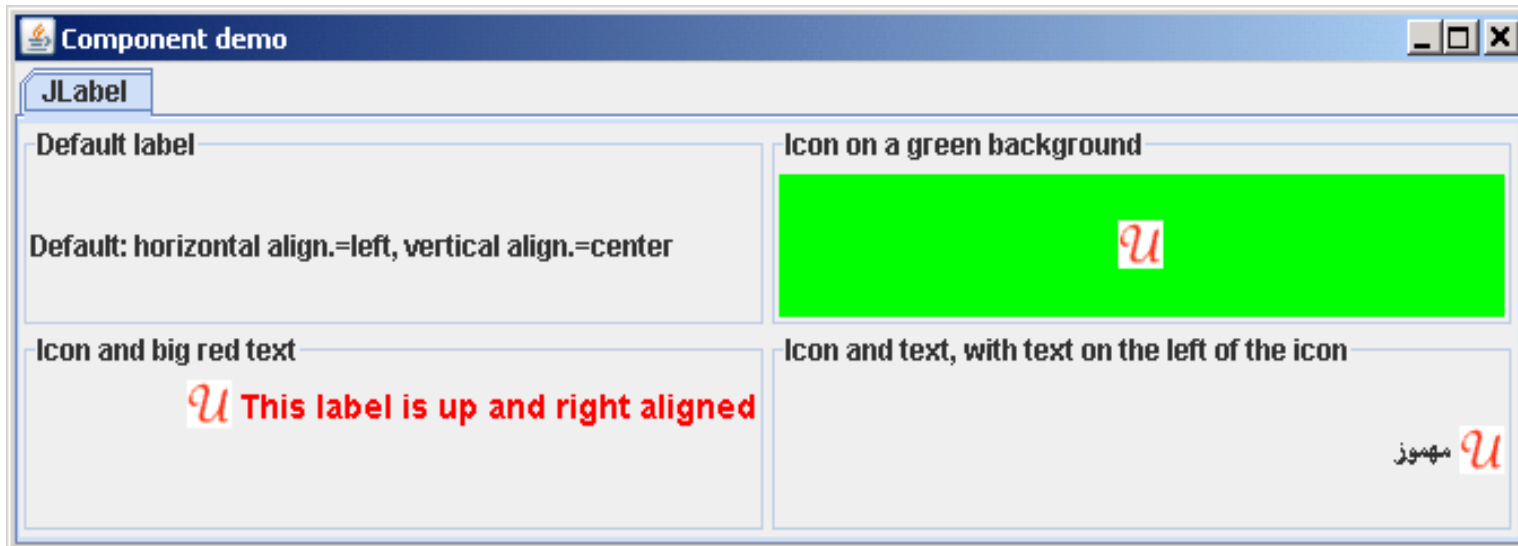 Component demo
JLabel
Default label
Default: horizontal align.=left, vertical align.=center
Icon on a green background
U
Icon and big red text
U This label is up and right aligned
Icon and text, with text on the left of the icon
مهموز U